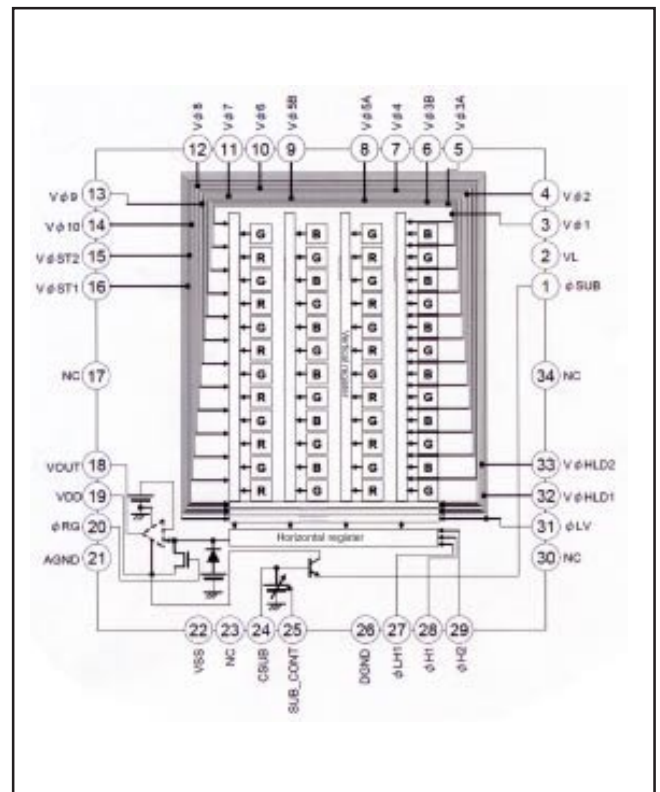 Vφ8
Vφ7
Vφ6
Vφ5B
Vφ5A
Vφ4
Vφ3B
Vφ3A
12 11 10 9 8 7 6 5
Vφ9 13
4 Vφ2
Vφ10 14
3 Vφ1
VφST2 15
2 VL
VφST1 16
1 φSUB
G B G B
R G R G
G B G B
R G R G
G B G B
R G R G
G B G B
R G R G
G B G B
R G R G
G B G B
R G R G
Vertical register
NC 17
34 NC
VOUT 18
33 VφHLD2
VDD 19
32 VφHLD1
φRG 20
31 φLV
AGND 21
30 NC
Horizontal register
22 23 24 25 26 27 28 29
VSS
NC
CSUB
SUB_CONT
DGND
φLH1
φH1
φH2